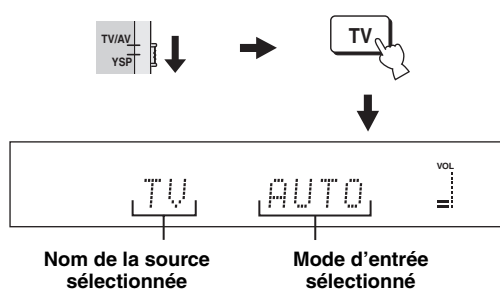 TV/AV
YSP
TV
VOL
TV AUTO
Nom de la source
sélectionnée
Mode d'entrée
sélectionné